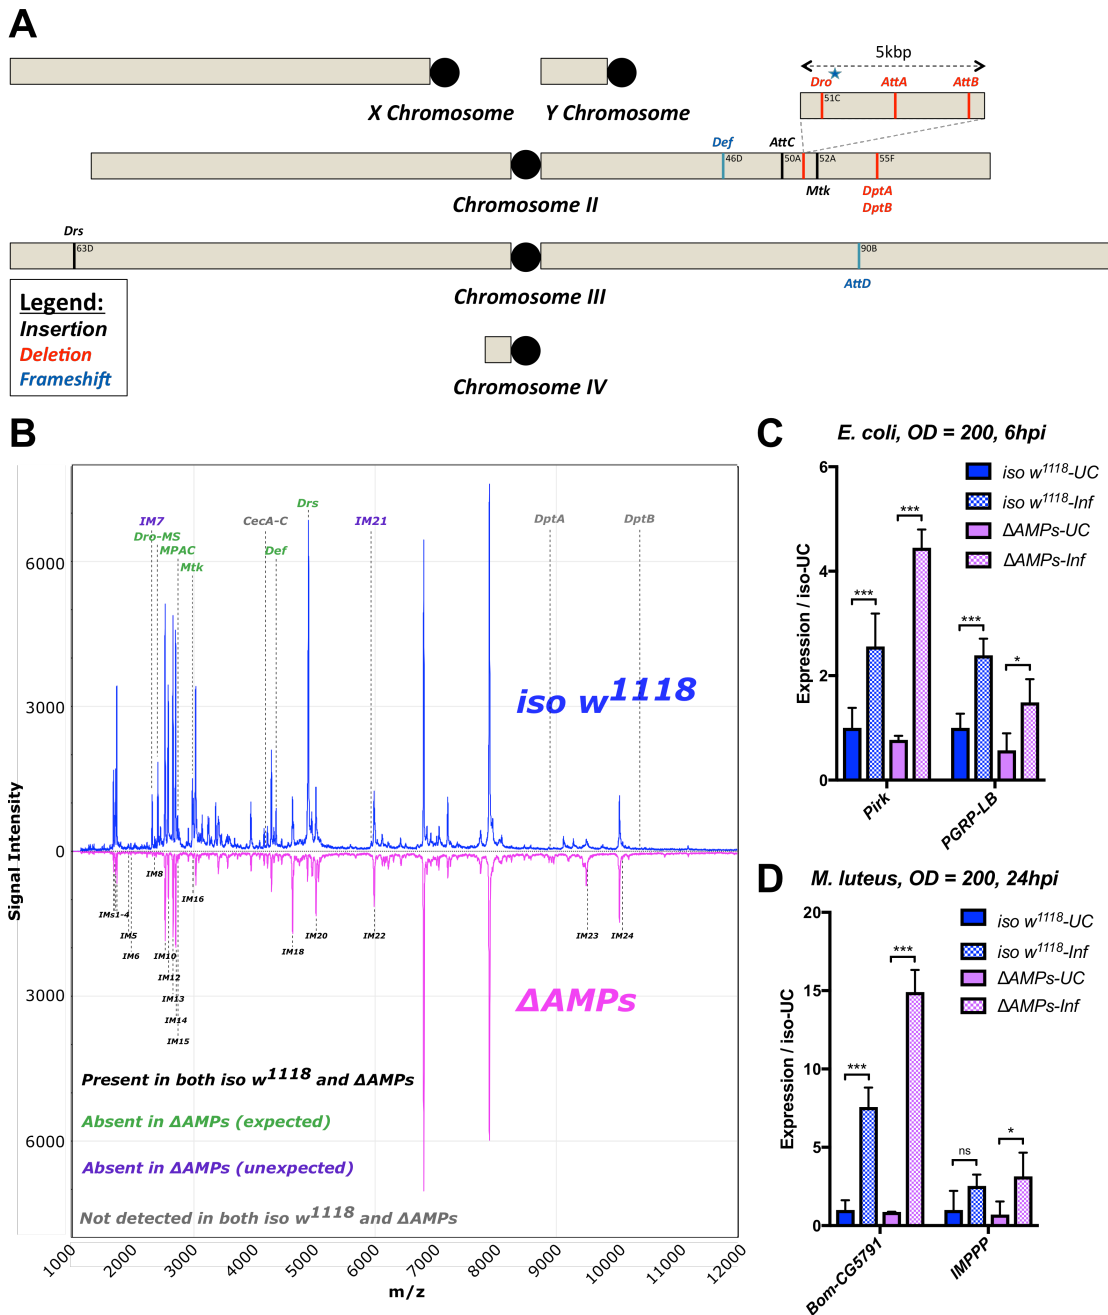 A
5kbp
Dro
AttA
AttB
51C
X Chromosome
Y Chromosome
Def
AttC
46D
50A
52A
55F
Mtk
DptA
DptB
Chromosome II
Drs
63D
90B
AttD
Chromosome III
Legend:
Insertion
Deletion
Frameshift
Chromosome IV
B
IM7
Dro-MS
MPAC
Mtk
CecA-C
Def
Drs
IM21
DptA
DptB
6000
3000
0
3000
6000
Signal Intensity
iso w1118
ΔAMPs
IMs1-4
IM5
IM6
IM8
IM10
IM12
IM13
IM14
IM15
IM16
IM18
IM20
IM22
IM23
IM24
Present in both iso w1118 and ΔAMPs
Absent in ΔAMPs (expected)
Absent in ΔAMPs (unexpected)
Not detected in both iso w1118 and ΔAMPs
1000 2000 3000 4000 5000 6000 7000 8000 9000 10000 11000 12000
m/z
C
E. coli, OD = 200, 6hpi
Expression / iso-UC
6
4
2
0
iso w1118-UC
iso w1118-Inf
ΔAMPs-UC
ΔAMPs-Inf
***
***
***
*
Pirk
PGRP-LB
D
M. luteus, OD = 200, 24hpi
Expression / iso-UC
20
15
10
5
0
iso w1118-UC
iso w1118-Inf
ΔAMPs-UC
ΔAMPs-Inf
***
***
ns
*
Bom-CG5791
IMPPP